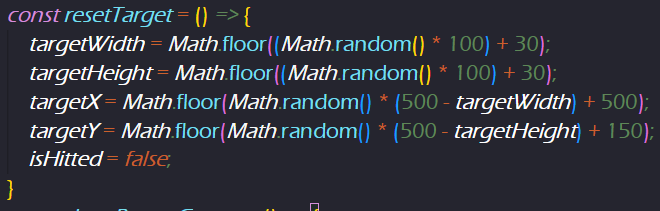 const resetTarget = () => {
targetWidth = Math.floor((Math.random() * 100) + 30);
targetHeight = Math.floor((Math.random() * 100) + 30);
targetX = Math.floor(Math.random() * (500 - targetWidth) + 500);
targetY = Math.floor(Math.random() * (500 - targetHeight) + 150);
isHitted = false;
}